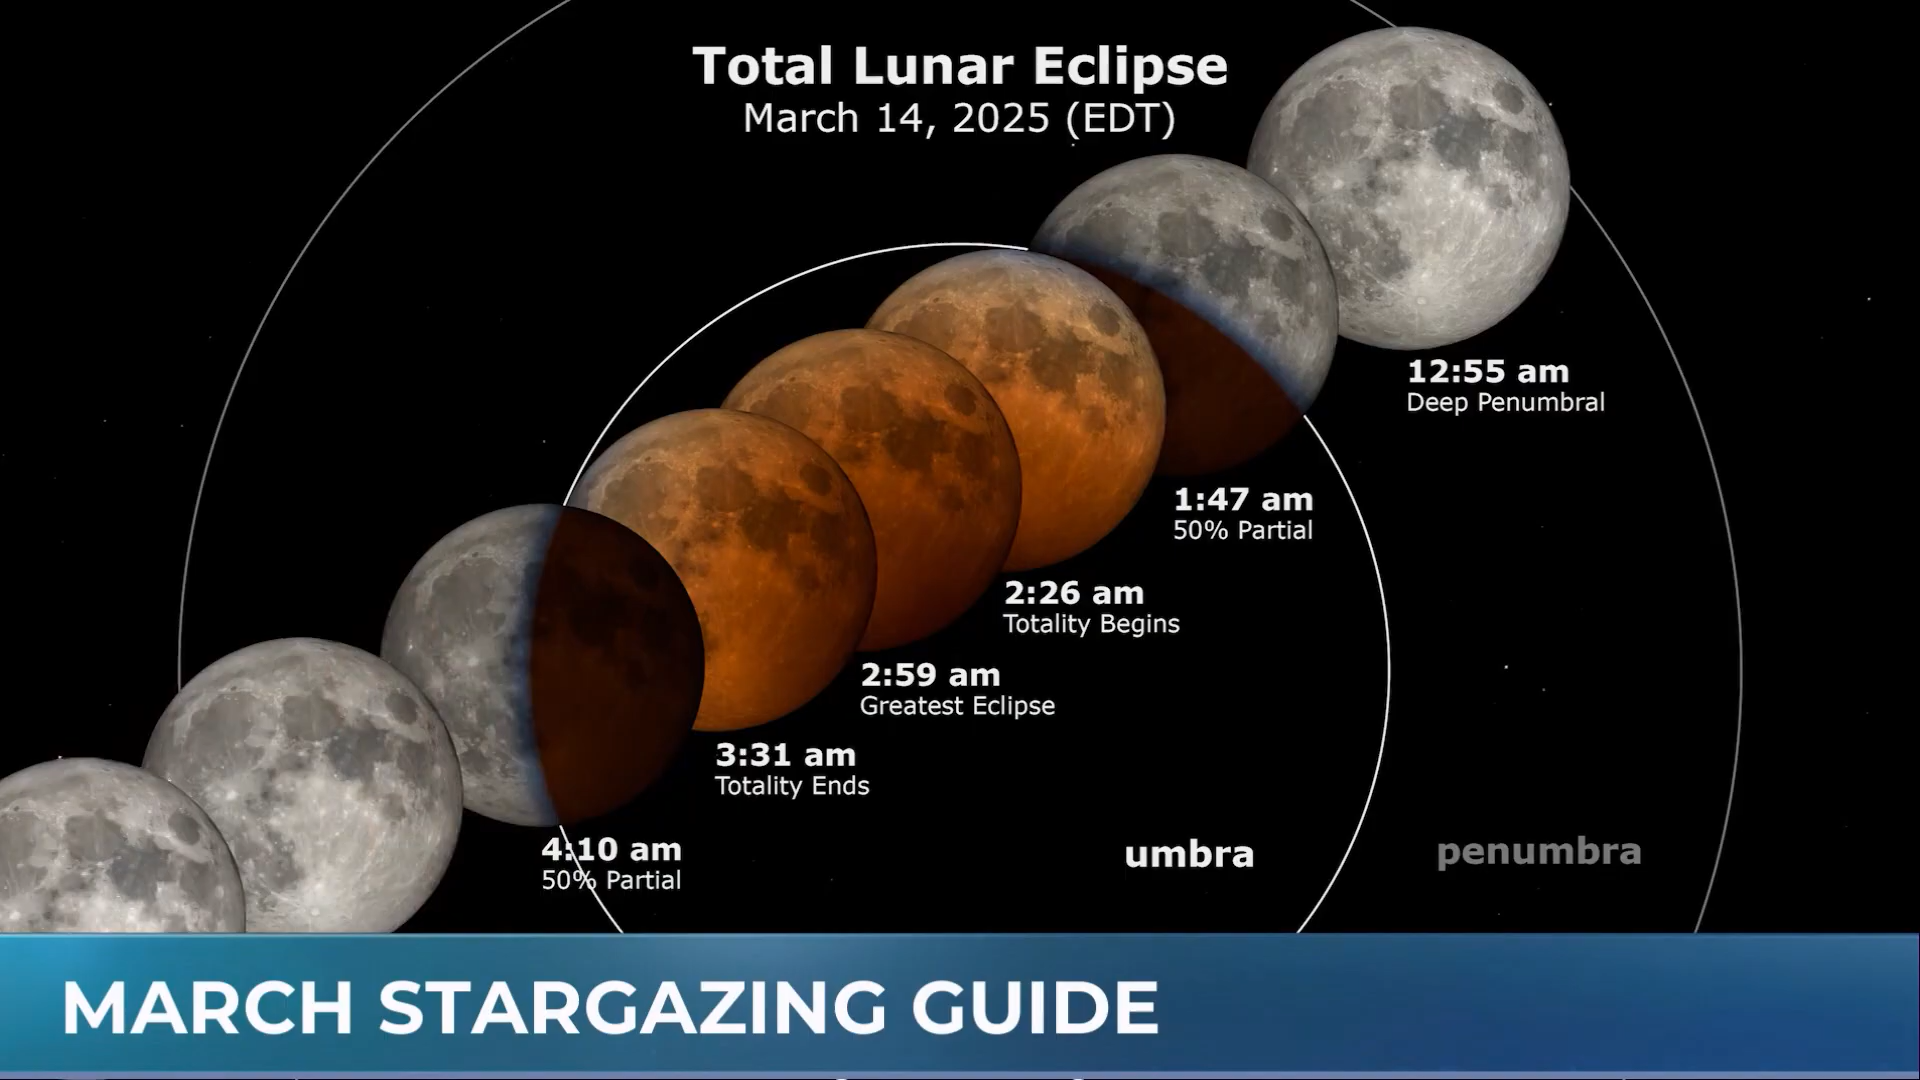 Total Lunar Eclipse
March 14, 2025 (EDT)
12:55 am
Deep Penumbral
1:47 am
50% Partial
2:26 am
Totality Begins
2:59 am
Greatest Eclipse
3:31 am
Totality Ends
4:10 am
50% Partial
umbra
penumbra
MARCH STARGAZING GUIDE